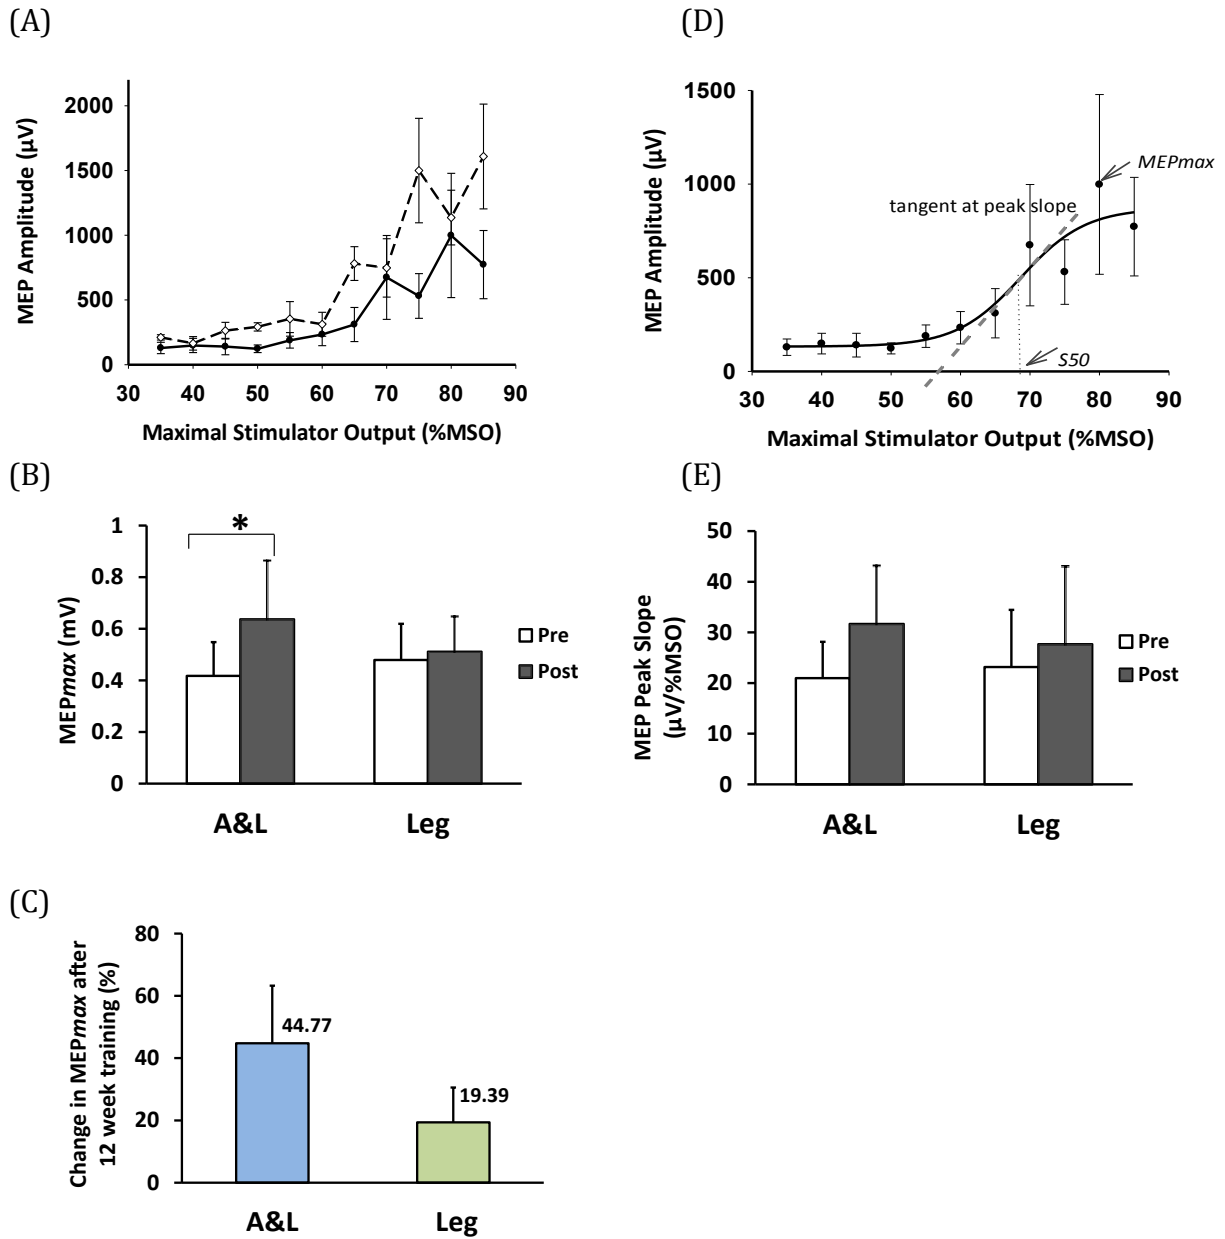 (A)
MEP Amplitude (µV)
2000
1500
1000
500
0
30 40 50 60 70 80 90
Maximal Stimulator Output (%MSO)
(D)
MEP Amplitude (µV)
1500
1000
500
0
MEPmax
tangent at peak slope
S50
30 40 50 60 70 80 90
Maximal Stimulator Output (%MSO)
(B)
MEPmax (mV)
1
0.8
0.6
0.4
0.2
0
*
Pre
Post
A&L Leg
(E)
MEP Peak Slope
(µV/%MSO)
50
40
30
20
10
0
Pre
Post
A&L Leg
(C)
Change in MEPmax after
12 week training (%)
80
60
40
20
0
44.77
19.39
A&L Leg